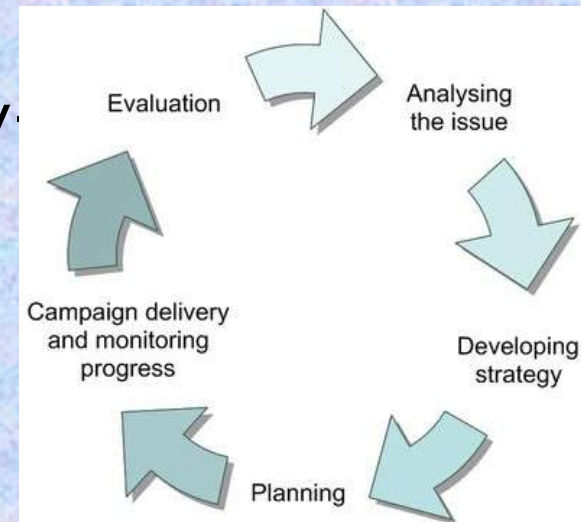 Evaluation
Analysing
the issue
Developing
strategy
Planning
Campaign delivery
and monitoring
progress